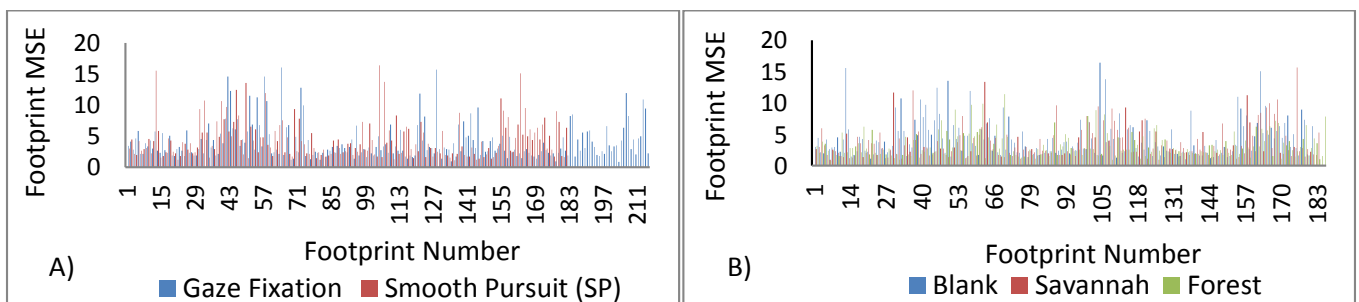 20
15
10
5
0
Footprint MSE
1 15 29 43 57 71 85 99 113 127 141 155 169 183 197 211
Footprint Number
A)
Gaze Fixation Smooth Pursuit (SP)
20
15
10
5
0
Footprint MSE
1 14 27 40 53 66 79 92 105 118 131 144 157 170 183
Footprint Number
B)
Blank Savannah Forest